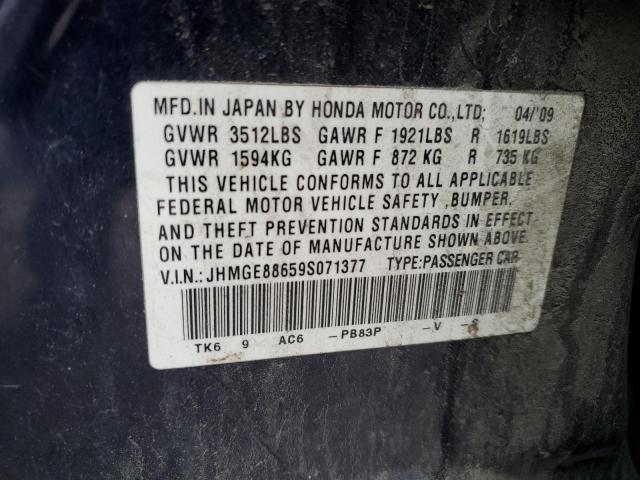 MFD.IN JAPAN BY HONDA MOTOR CO.,LTD; 04/'09
GVWR 3512LBS GAWR F 1921LBS R 1619LBS
GVWR 1594KG GAWR F 872 KG R 735 KG
THIS VEHICLE CONFORMS TO ALL APPLICABLE
FEDERAL MOTOR VEHICLE SAFETY ,BUMPER,
AND THEFT PREVENTION STANDARDS IN EFFECT
ON THE DATE OF MANUFACTURE SHOWN ABOVE.
V.I.N.: JHMGE88659S071377 TYPE:PASSENGER CAR
TK6 9 AC6 -PB83P -V